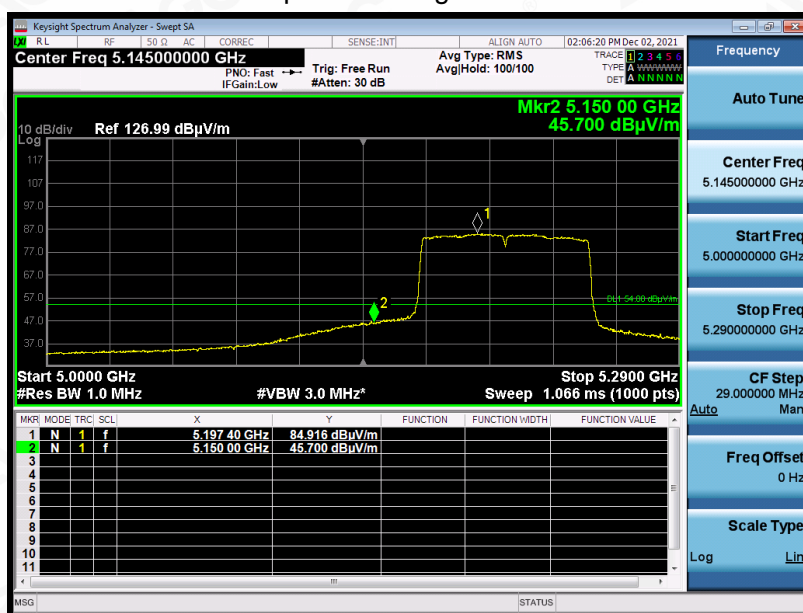 Keysight Spectrum Analyzer - Swept SA
LXI RL RF 50 Ω AC CORREC SENSE:INT ALIGN AUTO 02:06:20 PM Dec 02, 2021
Center Freq 5.145000000 GHz
PNO: Fast
IFGain:Low
Trig: Free Run
#Atten: 30 dB
Avg Type: RMS
Avg|Hold: 100/100
TRACE 1 2 3 4 5 6
TYPE A WWWWW
DET A N N N N N
Mkr2 5.150 00 GHz
45.700 dBµV/m
10 dB/div Ref 126.99 dBµV/m
Log
117
107
97.0
87.0
77.0
67.0
57.0
47.0
37.0
1
2
DL1 54.00 dBµV/m
Start 5.0000 GHz Stop 5.2900 GHz
#Res BW 1.0 MHz #VBW 3.0 MHz* Sweep 1.066 ms (1000 pts)
MKR MODE TRC SCL X Y FUNCTION FUNCTION WIDTH FUNCTION VALUE
1 N 1 f 5.197 40 GHz 84.916 dBµV/m
2 N 1 f 5.150 00 GHz 45.700 dBµV/m
3
4
5
6
7
8
9
10
11
MSG STATUS
Frequency
Auto Tune
Center Freq
5.145000000 GHz
Start Freq
5.000000000 GHz
Stop Freq
5.290000000 GHz
CF Step
29.000000 MHz
Auto Man
Freq Offset
0 Hz
Scale Type
Log Lin